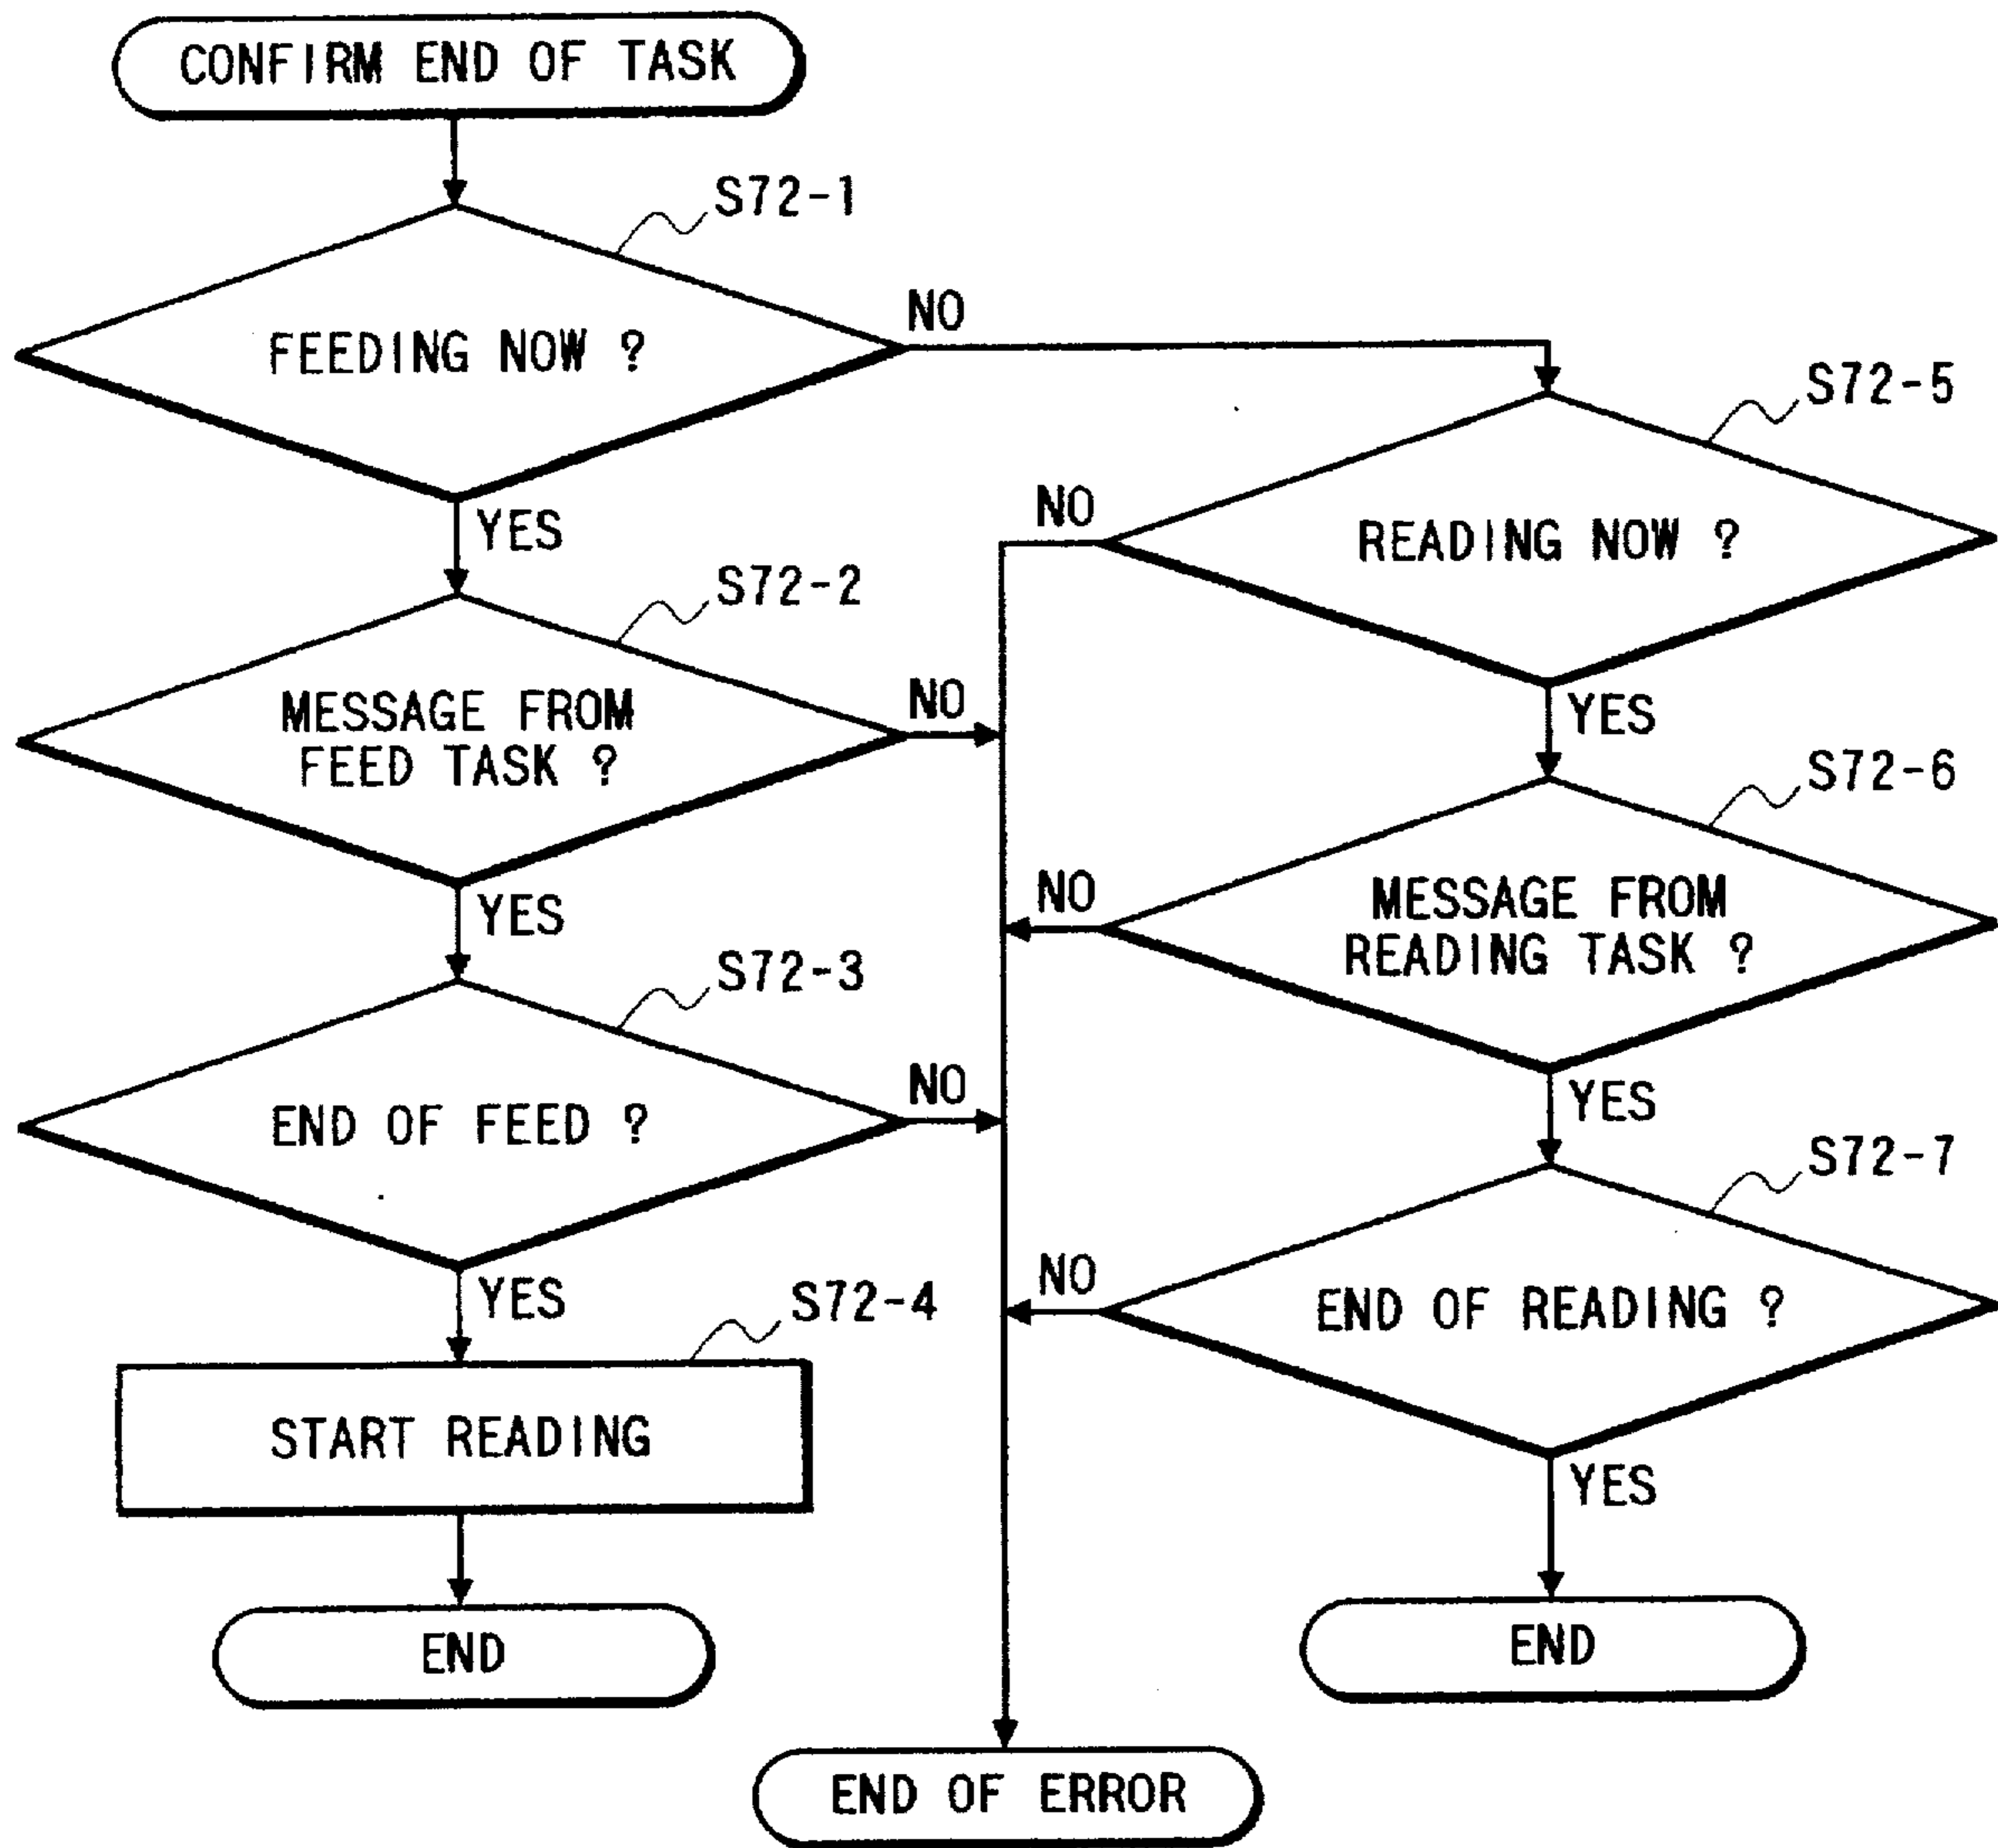 CONFIRM END OF TASK
S72-1
FEEDING NOW ?
NO
YES
S72-5
READING NOW ?
NO
YES
S72-2
MESSAGE FROM
FEED TASK ?
NO
YES
S72-6
MESSAGE FROM
READING TASK ?
NO
YES
S72-3
END OF FEED ?
NO
YES
S72-7
END OF READING ?
NO
YES
S72-4
START READING
END
END
END OF ERROR